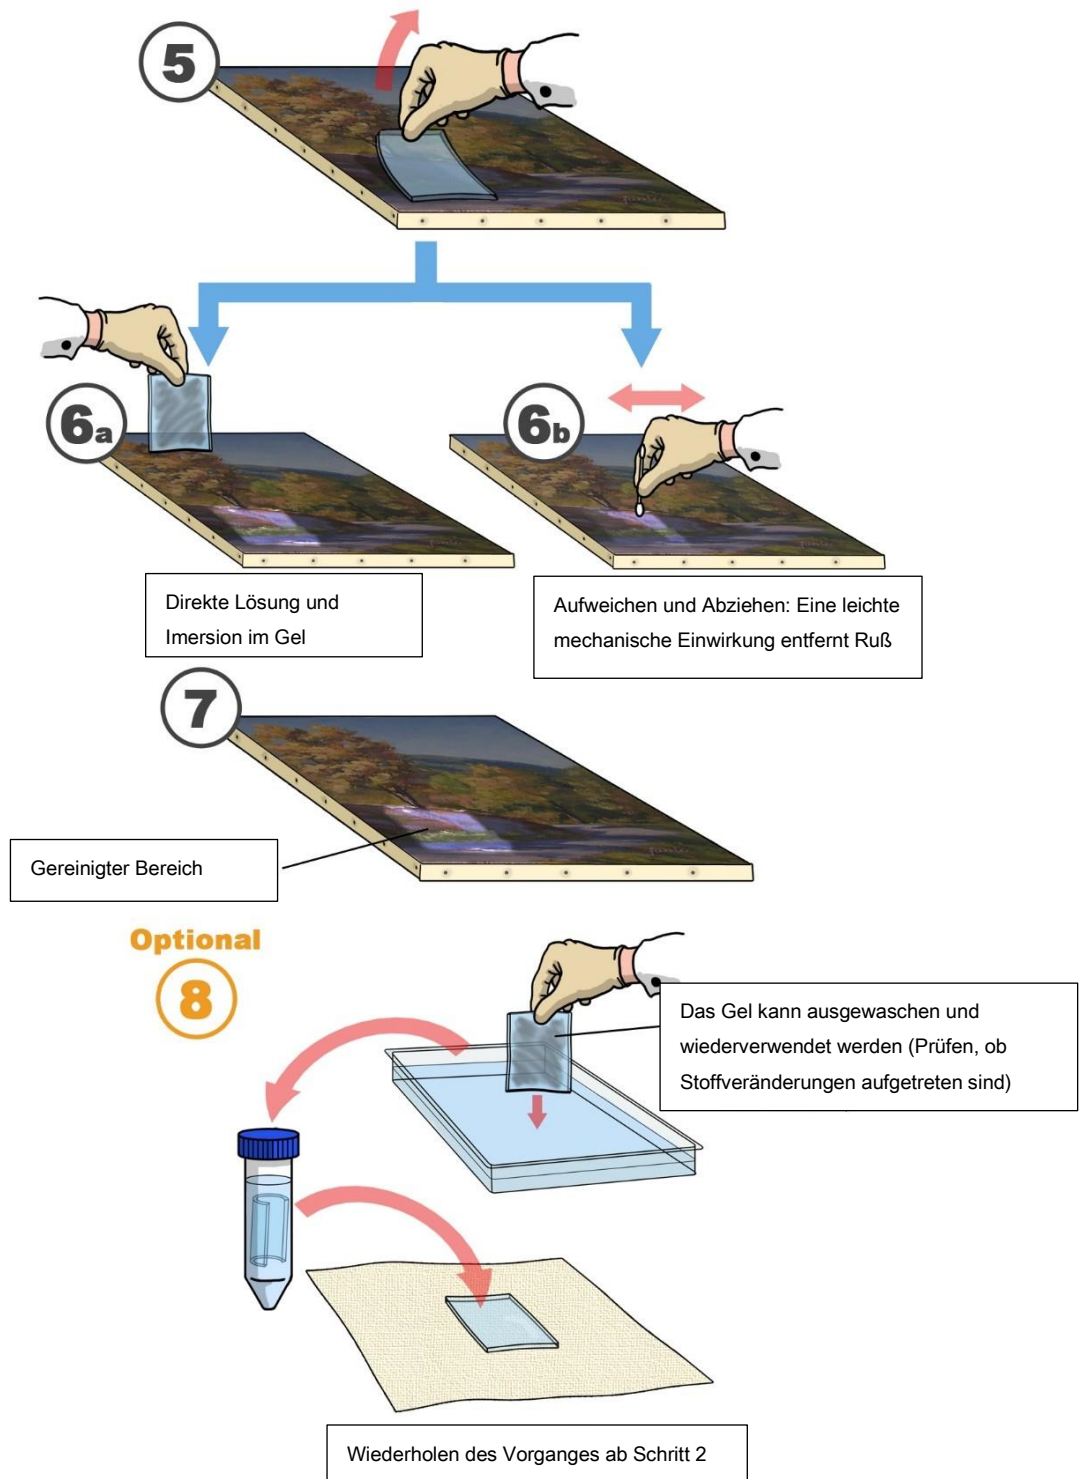 5
6a
6b
Direkte Lösung und
Imersion im Gel
Aufweichen und Abziehen: Eine leichte
mechanische Einwirkung entfernt Ruß
7
Gereinigter Bereich
Optional
8
Das Gel kann ausgewaschen und
wiederverwendet werden (Prüfen, ob
Stoffveränderungen aufgetreten sind)
Wiederholen des Vorganges ab Schritt 2